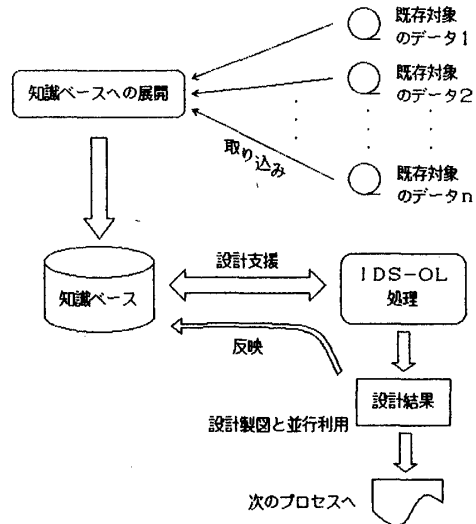 既存対象
のデータ1
既存対象
のデータ2
知識ベースへの展開
取り込み
既存対象
のデータn
設計支援
知識ベース
IDS-OL
処理
反映
設計結果
設計製図と並行利用
次のプロセスへ